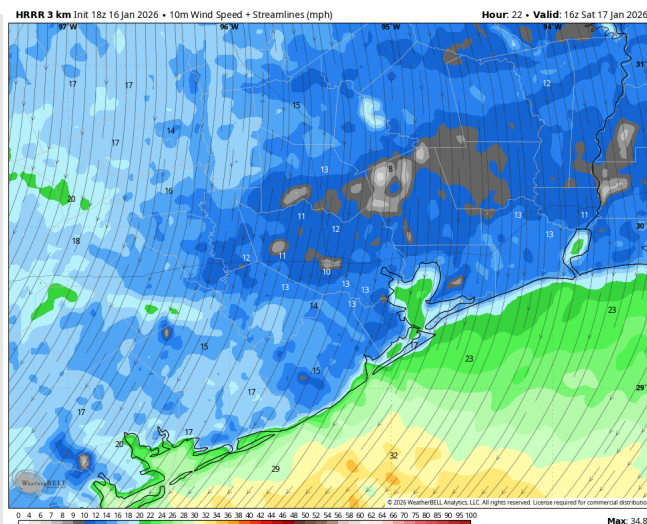 HRRR 3 km Init 18z 16 Jan 2026 • 10m Wind Speed + Streamlines (mph)
Hour: 22 • Valid: 16z Sat 17 Jan 2026
97°W 96°W 95°W 94°W
31°
17 17 15 12
14
17
13 8
16
20
11 13 11
12 13 30°
18
12 11
10
13 13 13
13
14 23
15 17
23
15 29°
17
17
17
20
29 32
WeatherBELL
© 2026 WeatherBELL Analytics, LLC. All rights reserved. License required for commercial distributio
0 4 6 7 8 9 10 12 14 16 18 20 22 24 26 28 30 32 34 36 38 40 42 44 46 48 50 52 54 56 58 60 62 64 66 68 70 75 80 85 90 95 100
Max: 34.8